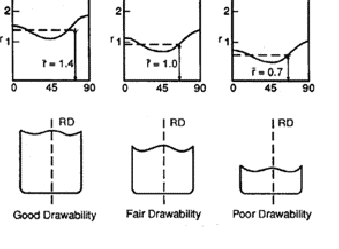 2 2 2
r 1 r 1 r 1
r̄ = 1.4 r̄ = 1.0 r̄ = 0.7
0 45 90 0 45 90 0 45 90
RD RD RD
Good Drawability Fair Drawability Poor Drawability